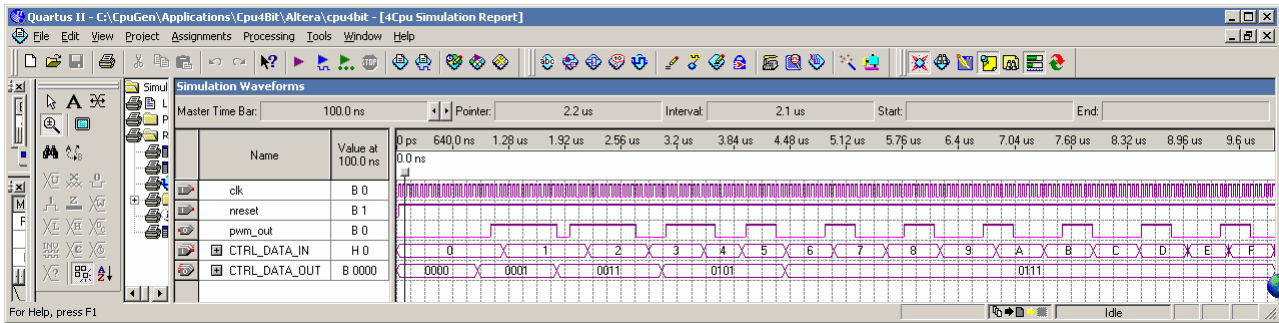 Quartus II - C:\CpuGen\Applications\Cpu4Bit\Altera\cpu4bit - [4Cpu Simulation Report]
File Edit View Project Assignments Processing Tools Window Help
Simul
Simulation Waveforms
Master Time Bar: 100.0 ns Pointer: 2.2 us Interval: 2.1 us Start: End:
Name Value at 100.0 ns
0 ps 640.0 ns 1.28 us 1.92 us 2.56 us 3.2 us 3.84 us 4.48 us 5.12 us 5.76 us 6.4 us 7.04 us 7.68 us 8.32 us 8.96 us 9.6 us
0.0 ns
clk B 0
nreset B 1
pwm_out B 0
CTRL_DATA_IN H 0 0 1 2 3 4 5 6 7 8 9 A B C D E F
CTRL_DATA_OUT B 0000 0000 0001 0011 0101 0111
For Help, press F1 Idle